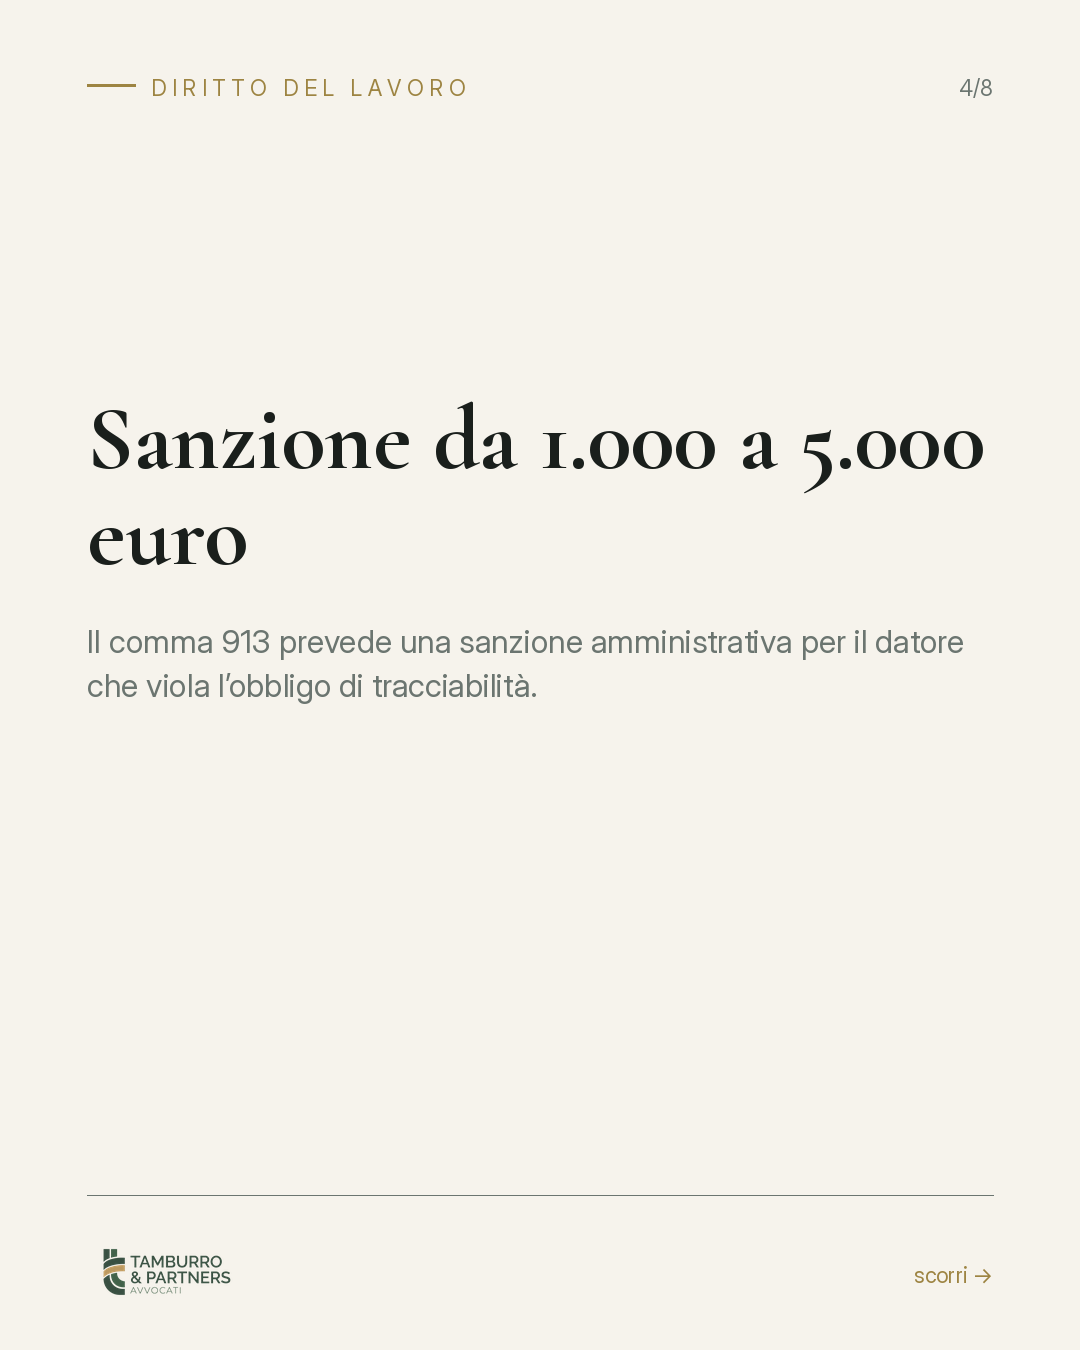 DIRITTO DEL LAVORO
4/8
Sanzione da 1.000 a 5.000
euro
Il comma 913 prevede una sanzione amministrativa per il datore
che viola l’obbligo di tracciabilità.
TAMBURRO
& PARTNERS
AVVOCATI
scorri →